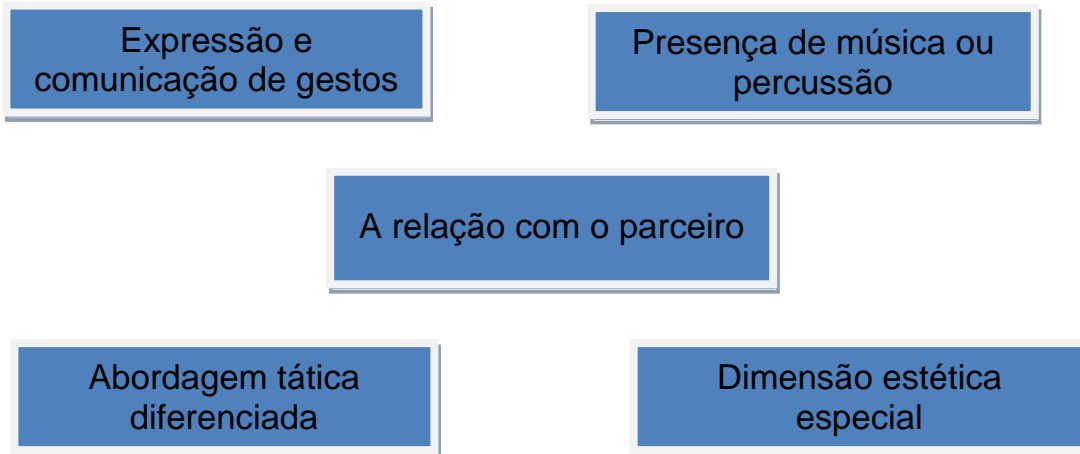 Expressão e
comunicação de gestos
Presença de música ou
percussão
A relação com o parceiro
Abordagem tática
diferenciada
Dimensão estética
especial